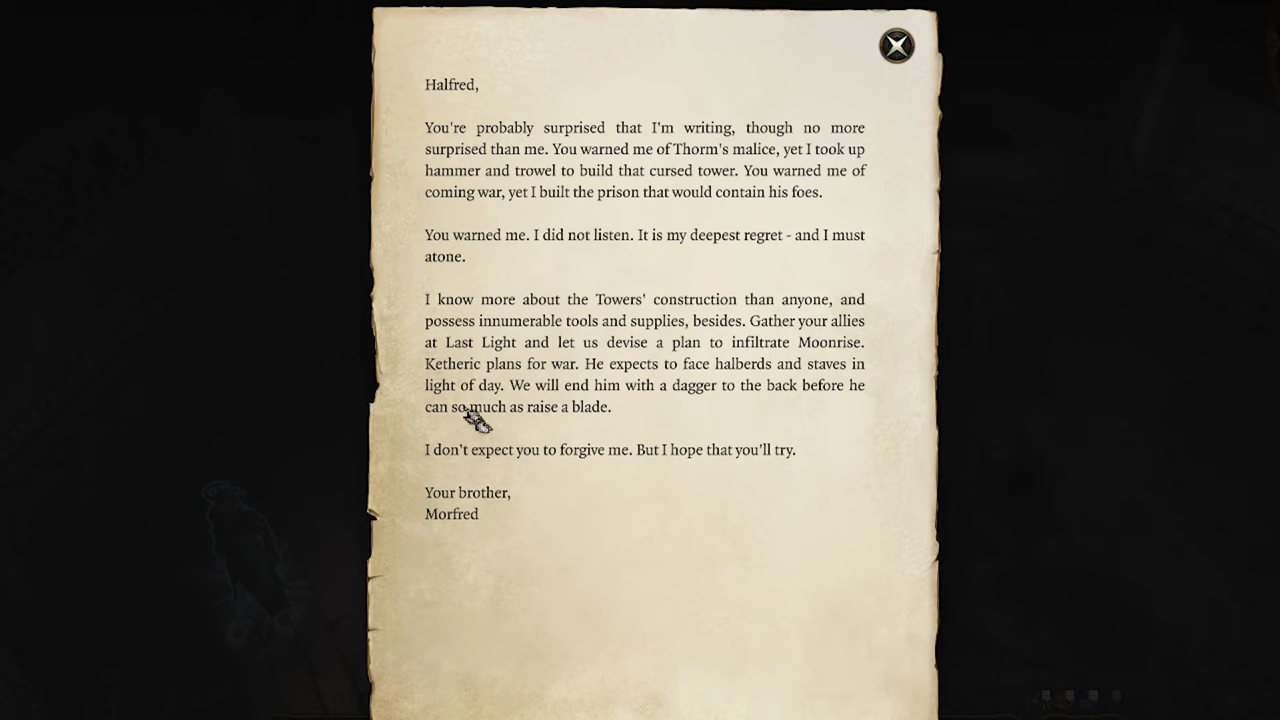 Halfred,
You're probably surprised that I'm writing, though no more
surprised than me. You warned me of Thorm's malice, yet I took up
hammer and trowel to build that cursed tower. You warned me of
coming war, yet I built the prison that would contain his foes.
You warned me. I did not listen. It is my deepest regret - and I must
atone.
I know more about the Towers' construction than anyone, and
possess innumerable tools and supplies, besides. Gather your allies
at Last Light and let us devise a plan to infiltrate Moonrise.
Ketheric plans for war. He expects to face halberds and staves in
light of day. We will end him with a dagger to the back before he
can so much as raise a blade.
I don't expect you to forgive me. But I hope that you'll try.
Your brother,
Morfred